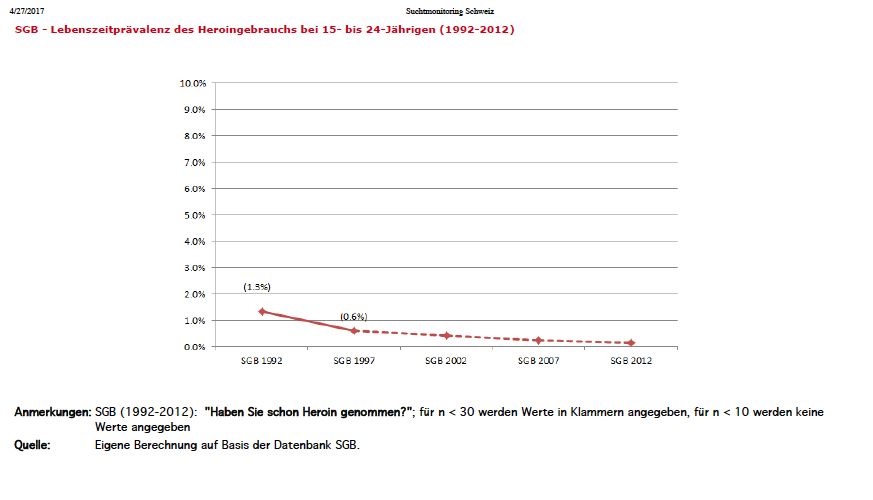 4/27/2017 Suchtmonitoring Schweiz
SGB - Lebenszeitprävalenz des Heroingebrauchs bei 15- bis 24-Jährigen (1992-2012)
10.0%
9.0%
8.0%
7.0%
6.0%
5.0%
4.0%
3.0%
2.0%
1.0%
0.0%
(1.3%)
(0.6%)
SGB 1992 SGB 1997 SGB 2002 SGB 2007 SGB 2012
Anmerkungen: SGB (1992-2012): "Haben Sie schon Heroin genommen?"; für n < 30 werden Werte in Klammern angegeben, für n < 10 werden keine
Werte angegeben
Quelle: Eigene Berechnung auf Basis der Datenbank SGB.